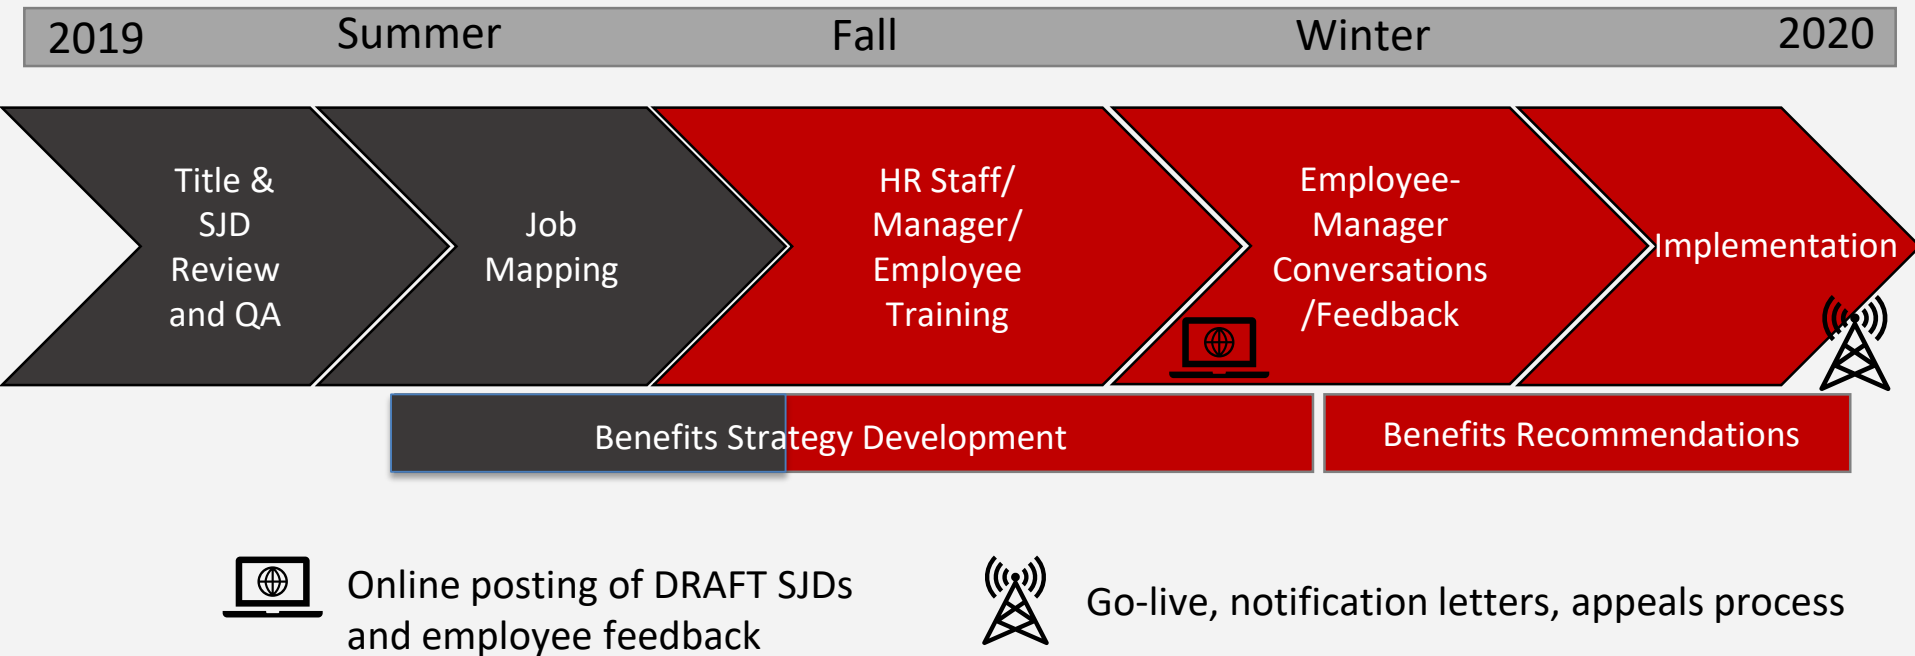 2019 Summer Fall Winter 2020
Title &
SJD
Review
and QA
Job
Mapping
HR Staff/
Manager/
Employee
Training
Employee-
Manager
Conversations
/Feedback
Implementation
Benefits Strategy Development
Benefits Recommendations
Online posting of DRAFT SJDs
and employee feedback
Go-live, notification letters, appeals process